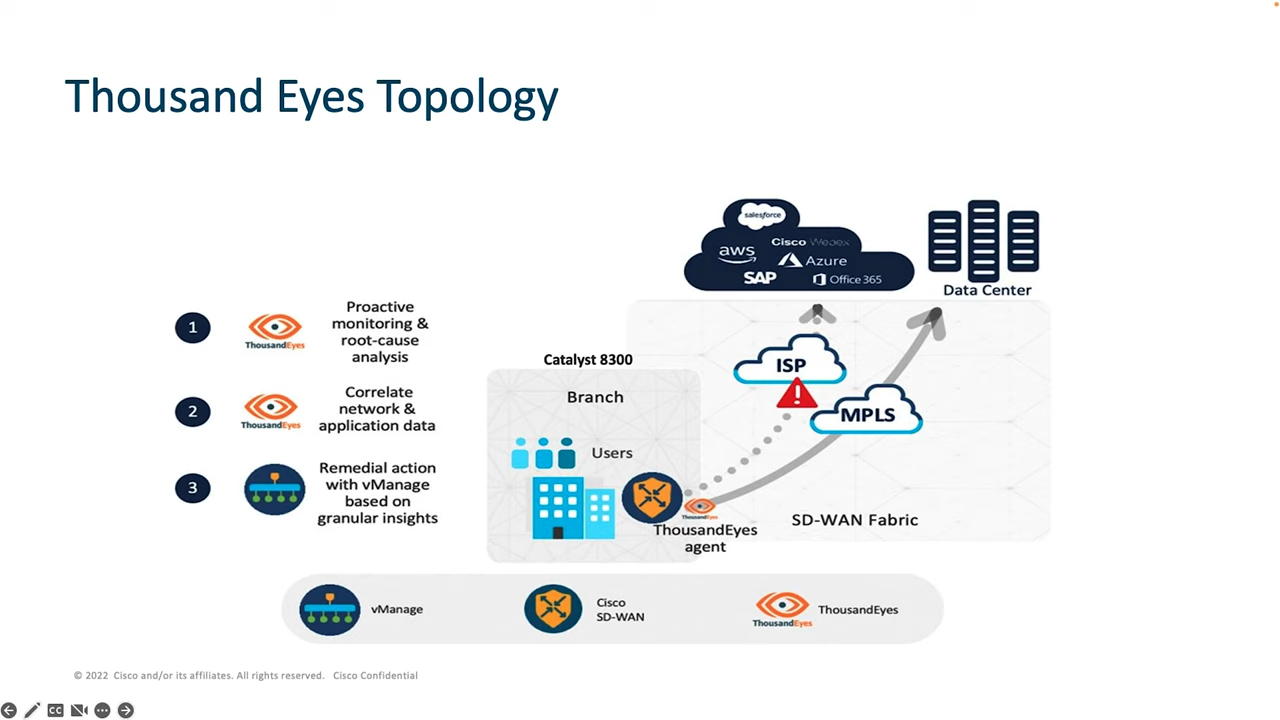 Thousand Eyes Topology
salesforce
Cisco Webex
aws
Azure
SAP
Office 365
Data Center
1
ThousandEyes
Proactive
monitoring &
root-cause
analysis
2
ThousandEyes
Correlate
network &
application data
3
Remedial action
with vManage
based on
granular insights
Catalyst 8300
Branch
Users
ISP
MPLS
ThousandEyes
ThousandEyes
agent
SD-WAN Fabric
vManage
Cisco
SD-WAN
ThousandEyes
ThousandEyes
© 2022 Cisco and/or its affiliates. All rights reserved. Cisco Confidential
CC